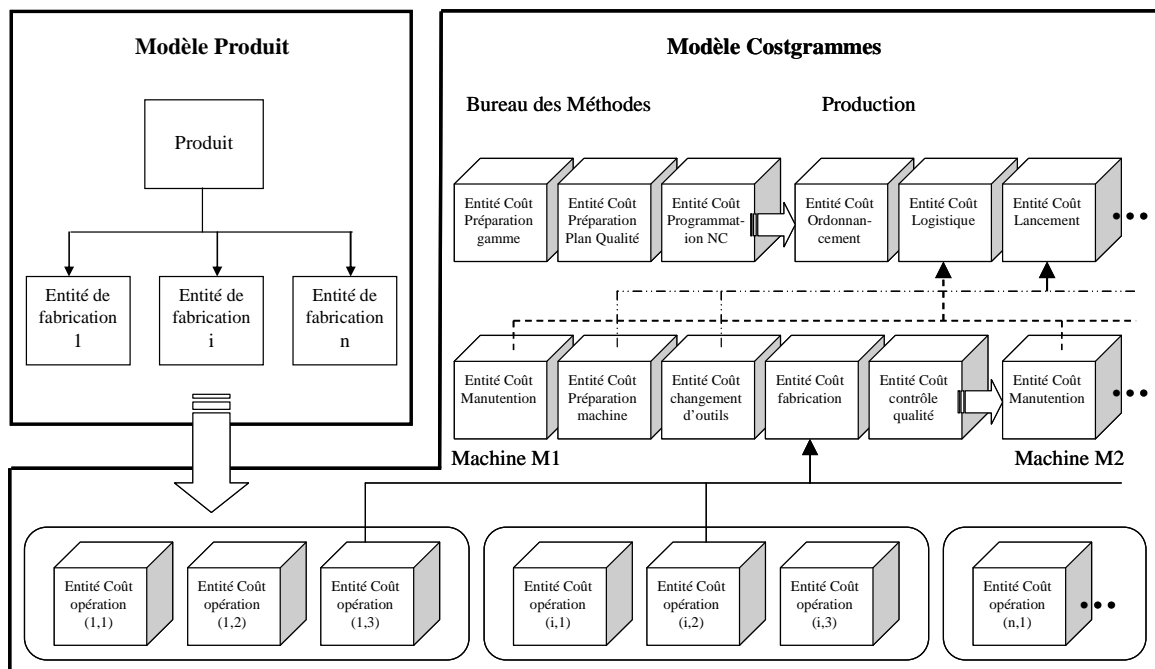 Modèle Produit
Produit
Entité de
fabrication
1
Entité de
fabrication
i
Entité de
fabrication
n
Modèle Costgrammes
Bureau des Méthodes
Production
Entité Coût
Préparation
gamme
Entité Coût
Préparation
Plan Qualité
Entité Coût
Programmat-
ion NC
Entité Coût
Ordonnan-
cement
Entité Coût
Logistique
Entité Coût
Lancement
Entité Coût
Manutention
Entité Coût
Préparation
machine
Entité Coût
changement
d’outils
Entité Coût
fabrication
Entité Coût
contrôle
qualité
Entité Coût
Manutention
Machine M1
Machine M2
Entité Coût
opération
(1,1)
Entité Coût
opération
(1,2)
Entité Coût
opération
(1,3)
Entité Coût
opération
(i,1)
Entité Coût
opération
(i,2)
Entité Coût
opération
(i,3)
Entité Coût
opération
(n,1)